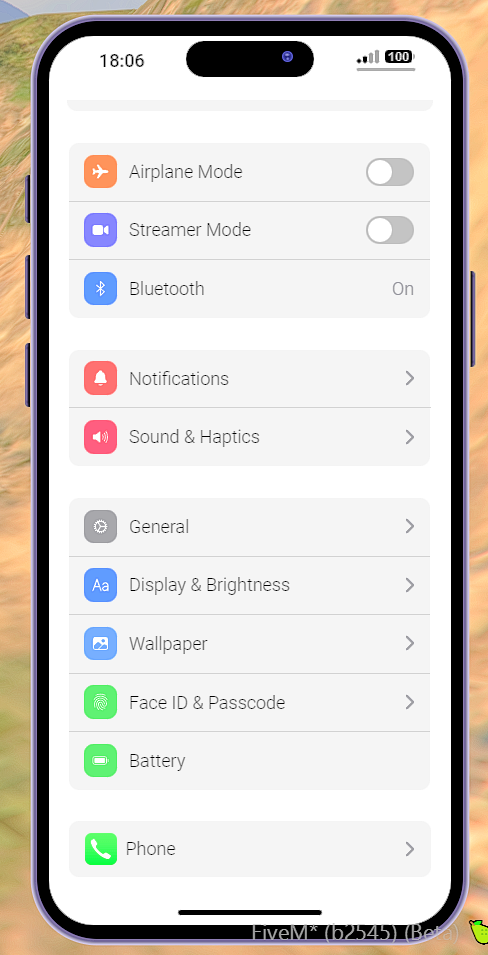 18:06
100
Airplane Mode
Streamer Mode
Bluetooth On
Notifications
Sound & Haptics
General
Aa Display & Brightness
Wallpaper
Face ID & Passcode
Battery
Phone
FiveM* (b2545) (Beta)